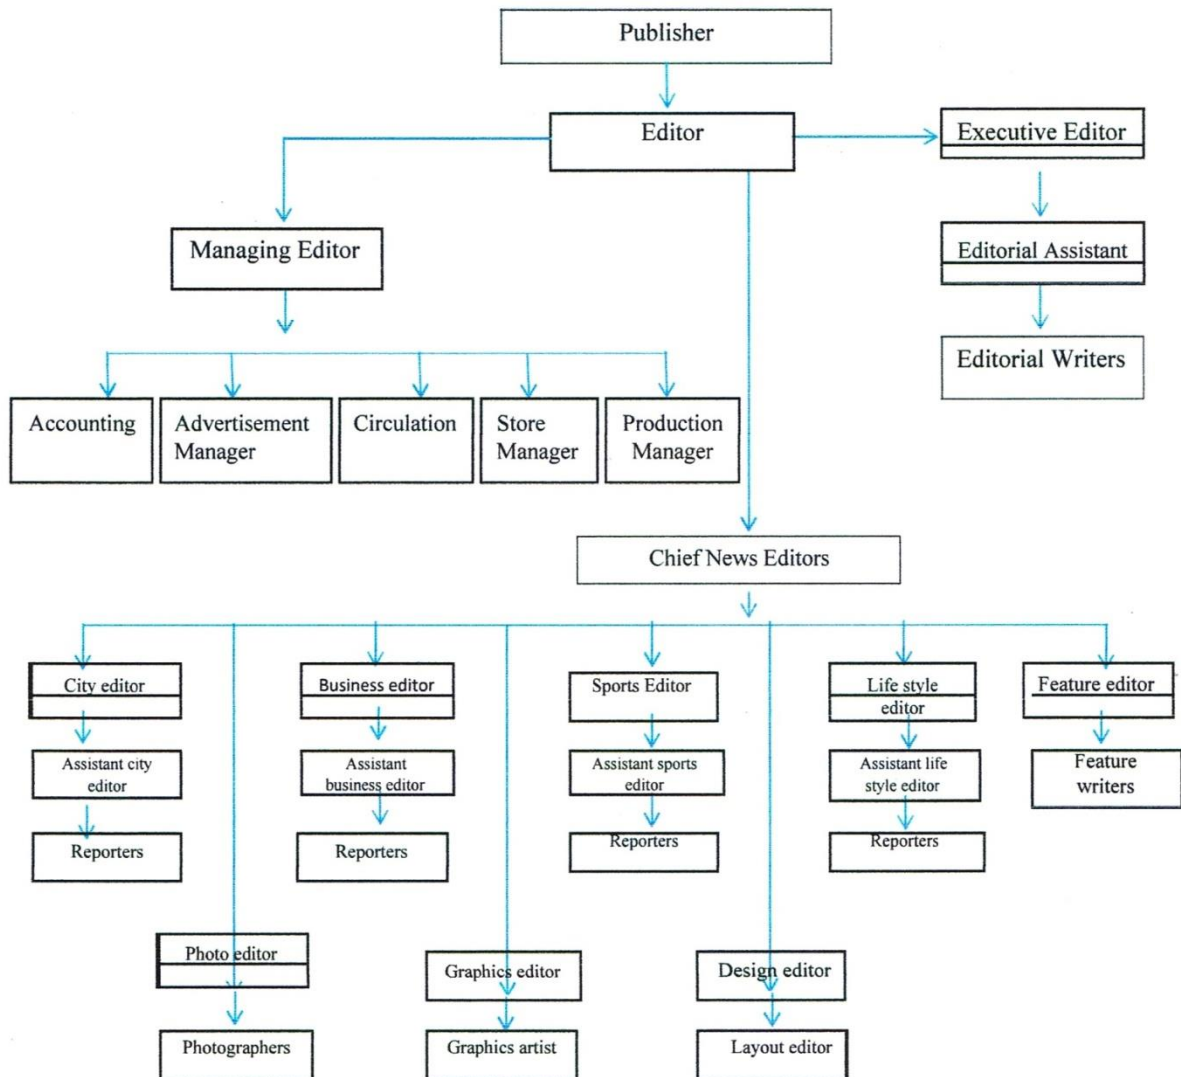 Publisher
Editor
Executive Editor
Managing Editor
Editorial Assistant
Editorial Writers
Accounting
Advertisement
Manager
Circulation
Store
Manager
Production
Manager
Chief News Editors
City editor
Business editor
Sports Editor
Life style
editor
Feature editor
Assistant city
editor
Assistant
business editor
Assistant sports
editor
Assistant life
style editor
Feature
writers
Reporters
Reporters
Reporters
Reporters
Photo editor
Graphics editor
Design editor
Photographers
Graphics artist
Layout editor